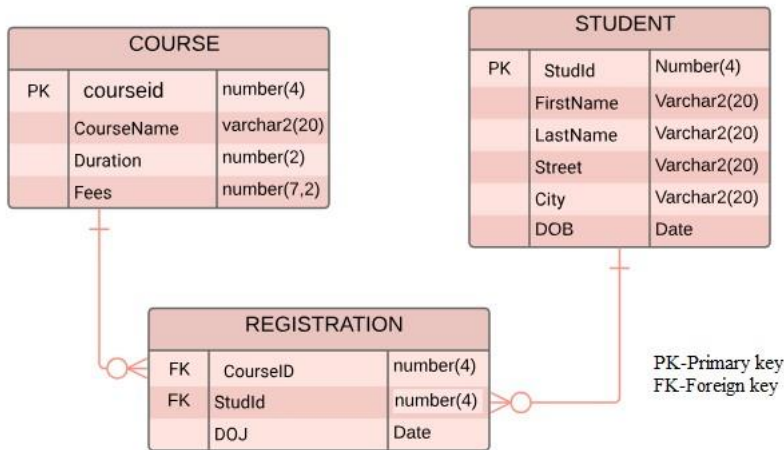 COURSE
PK courseid number(4)
CourseName varchar2(20)
Duration number(2)
Fees number(7,2)
STUDENT
PK StudId Number(4)
FirstName Varchar2(20)
LastName Varchar2(20)
Street Varchar2(20)
City Varchar2(20)
DOB Date
REGISTRATION
FK CourseID number(4)
FK StudId number(4)
DOJ Date
PK-Primary key
FK-Foreign key